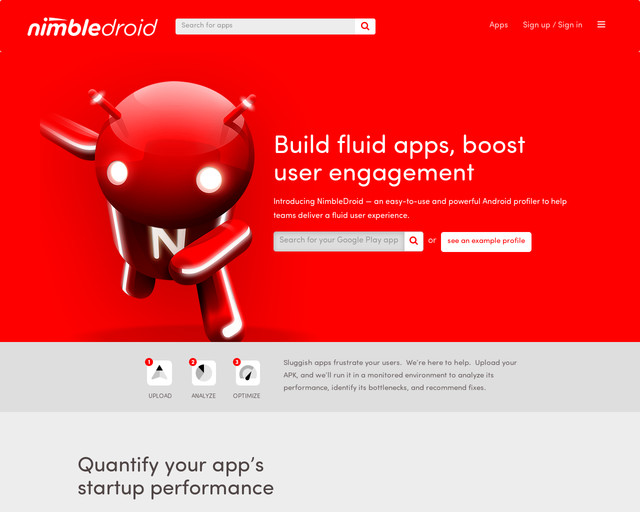 nimbledroid
Search for apps
Apps
Sign up / Sign in
Build fluid apps, boost
user engagement
Introducing NimbleDroid — an easy-to-use and powerful Android profiler to help
teams deliver a fluid user experience.
Search for your Google Play app
or
see an example profile
N
1
2
3
UPLOAD
ANALYZE
OPTIMIZE
Sluggish apps frustrate your users. We're here to help. Upload your
APK, and we'll run it in a monitored environment to analyze its
performance, identify its bottlenecks, and recommend fixes.
Quantify your app's
startup performance